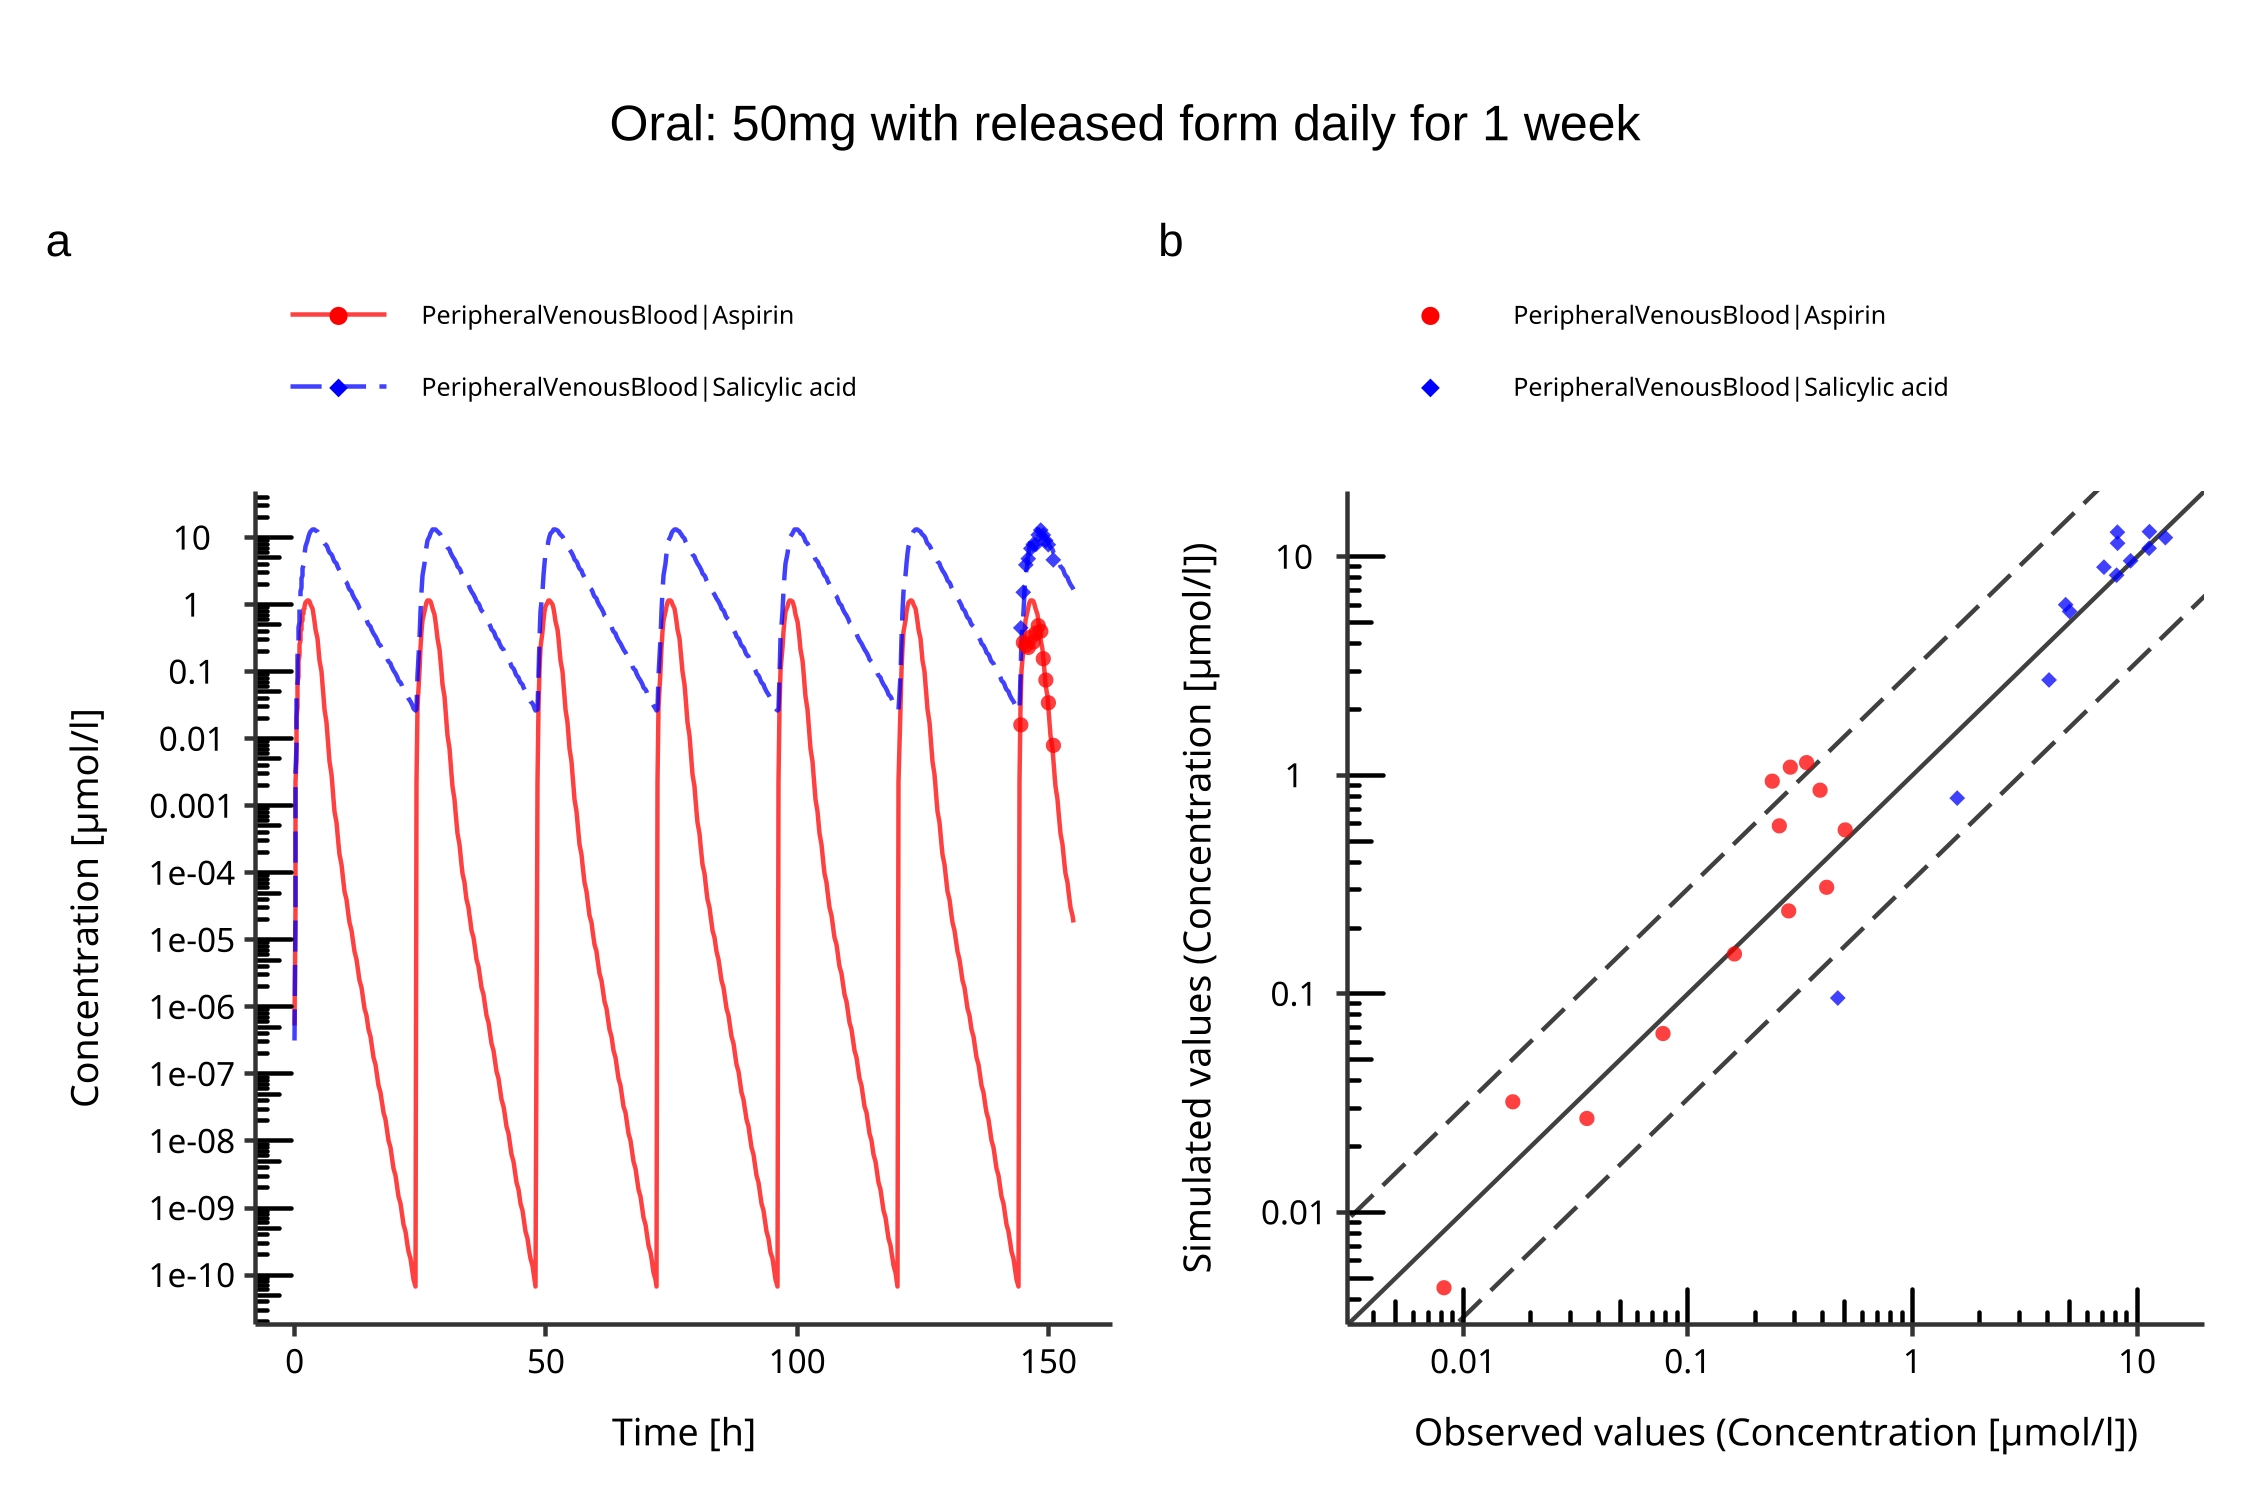 Oral: 50mg with released form daily for 1 week
a
PeripheralVenousBlood|Aspirin
PeripheralVenousBlood|Salicylic acid
Concentration [µmol/l]
10
1
0.1
0.01
0.001
1e-04
1e-05
1e-06
1e-07
1e-08
1e-09
1e-10
0 50 100 150
Time [h]
b
PeripheralVenousBlood|Aspirin
PeripheralVenousBlood|Salicylic acid
Simulated values (Concentration [µmol/l])
10
1
0.1
0.01
0.01 0.1 1 10
Observed values (Concentration [µmol/l])